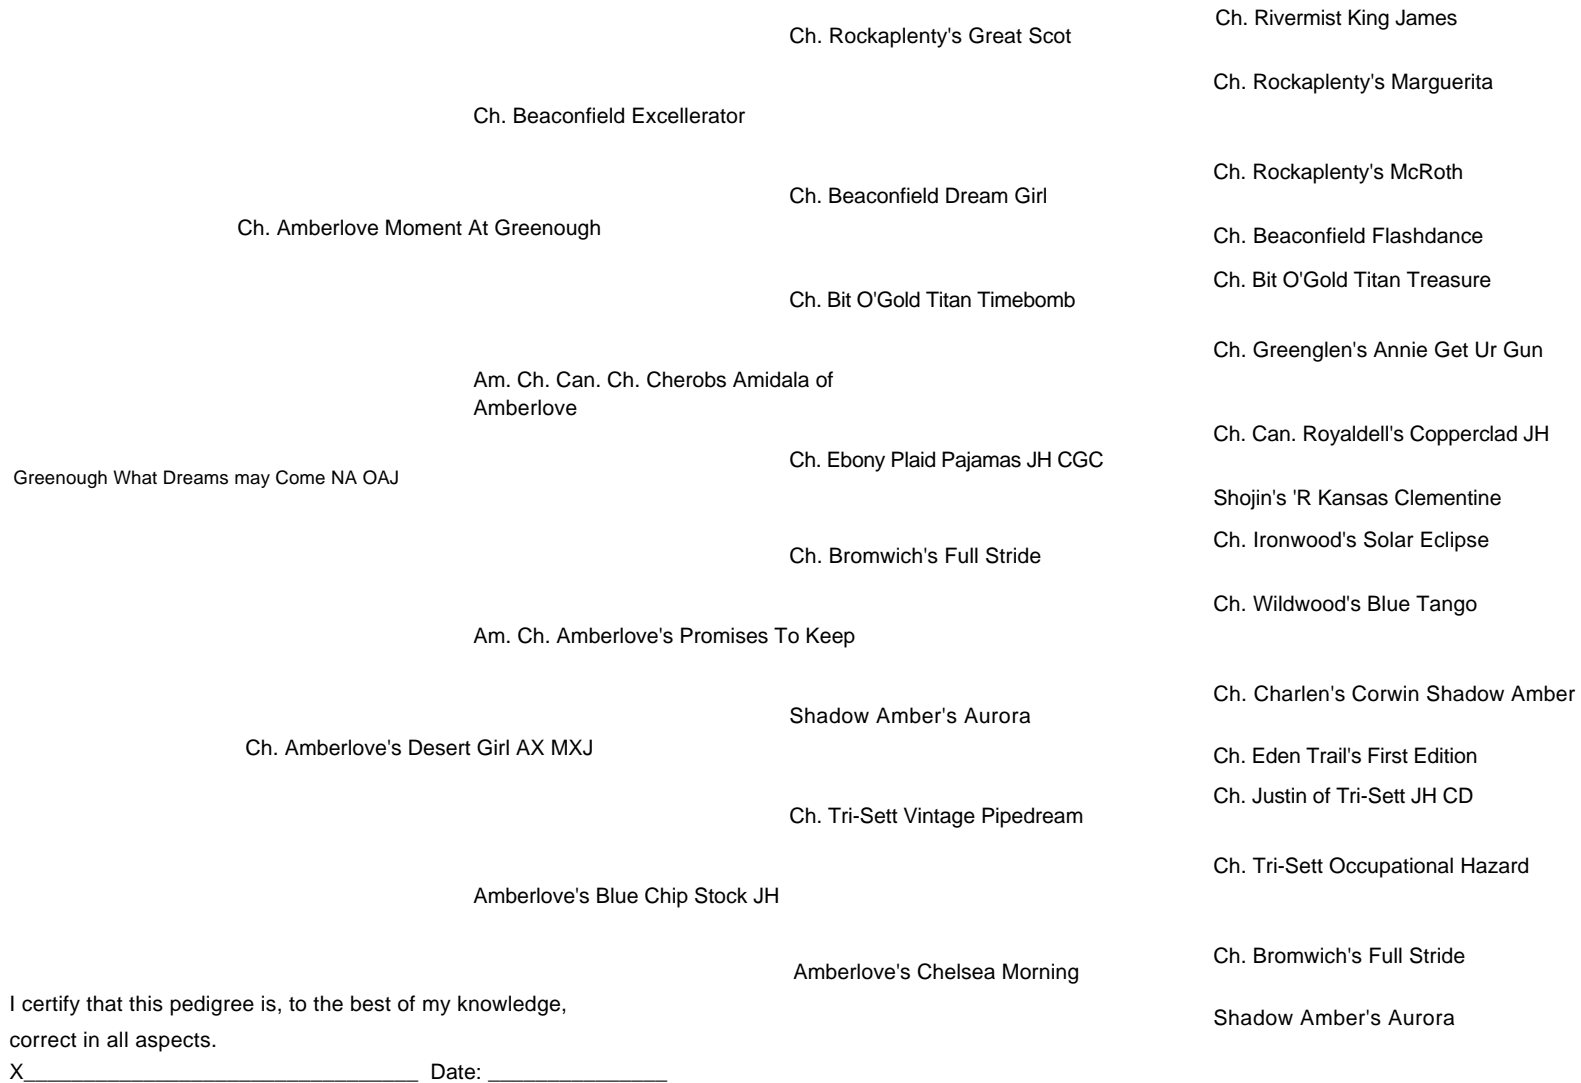 Ch. Rivermist King James
Ch. Rockaplenty's Great Scot
Ch. Rockaplenty's Marguerita
Ch. Beaconfield Excellerator
Ch. Rockaplenty's McRoth
Ch. Beaconfield Dream Girl
Ch. Amberlove Moment At Greenough
Ch. Beaconfield Flashdance
Ch. Bit O'Gold Titan Treasure
Ch. Bit O'Gold Titan Timebomb
Ch. Greenglen's Annie Get Ur Gun
Am. Ch. Can. Ch. Cherobs Amidala of
Amberlove
Ch. Can. Royaldell's Copperclad JH
Ch. Ebony Plaid Pajamas JH CGC
Greenough What Dreams may Come NA OAJ
Shojin's 'R Kansas Clementine
Ch. Ironwood's Solar Eclipse
Ch. Bromwich's Full Stride
Ch. Wildwood's Blue Tango
Am. Ch. Amberlove's Promises To Keep
Ch. Charlen's Corwin Shadow Amber
Shadow Amber's Aurora
Ch. Amberlove's Desert Girl AX MXJ
Ch. Eden Trail's First Edition
Ch. Justin of Tri-Sett JH CD
Ch. Tri-Sett Vintage Pipedream
Ch. Tri-Sett Occupational Hazard
Amberlove's Blue Chip Stock JH
Ch. Bromwich's Full Stride
Amberlove's Chelsea Morning
Shadow Amber's Aurora
I certify that this pedigree is, to the best of my knowledge,
correct in all aspects.
X_________________________________ Date: _______________